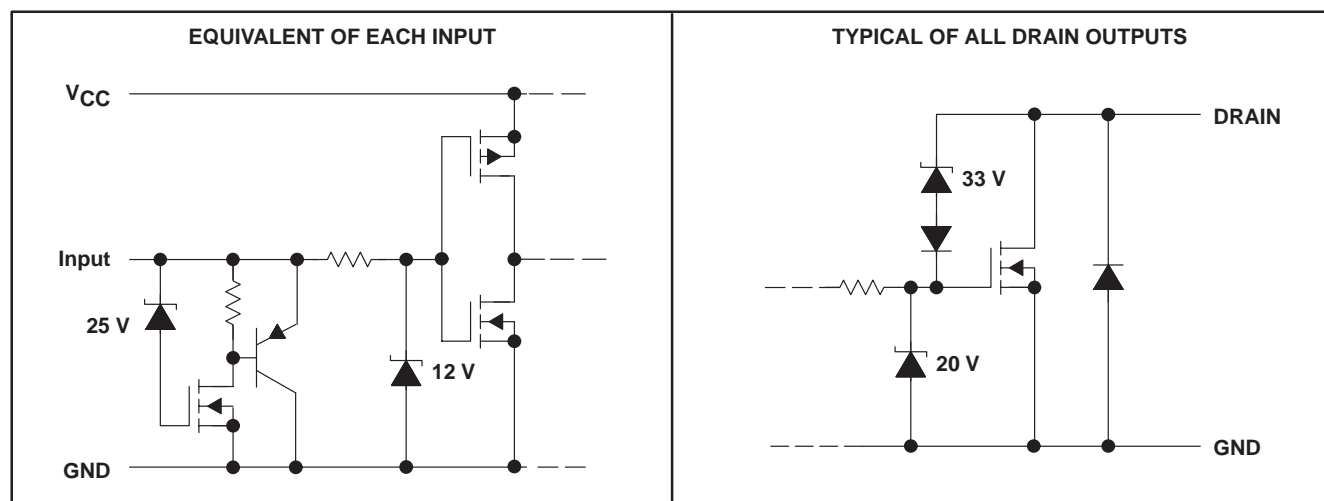 EQUIVALENT OF EACH INPUT
VCC
Input
25 V
12 V
GND
TYPICAL OF ALL DRAIN OUTPUTS
DRAIN
33 V
20 V
GND